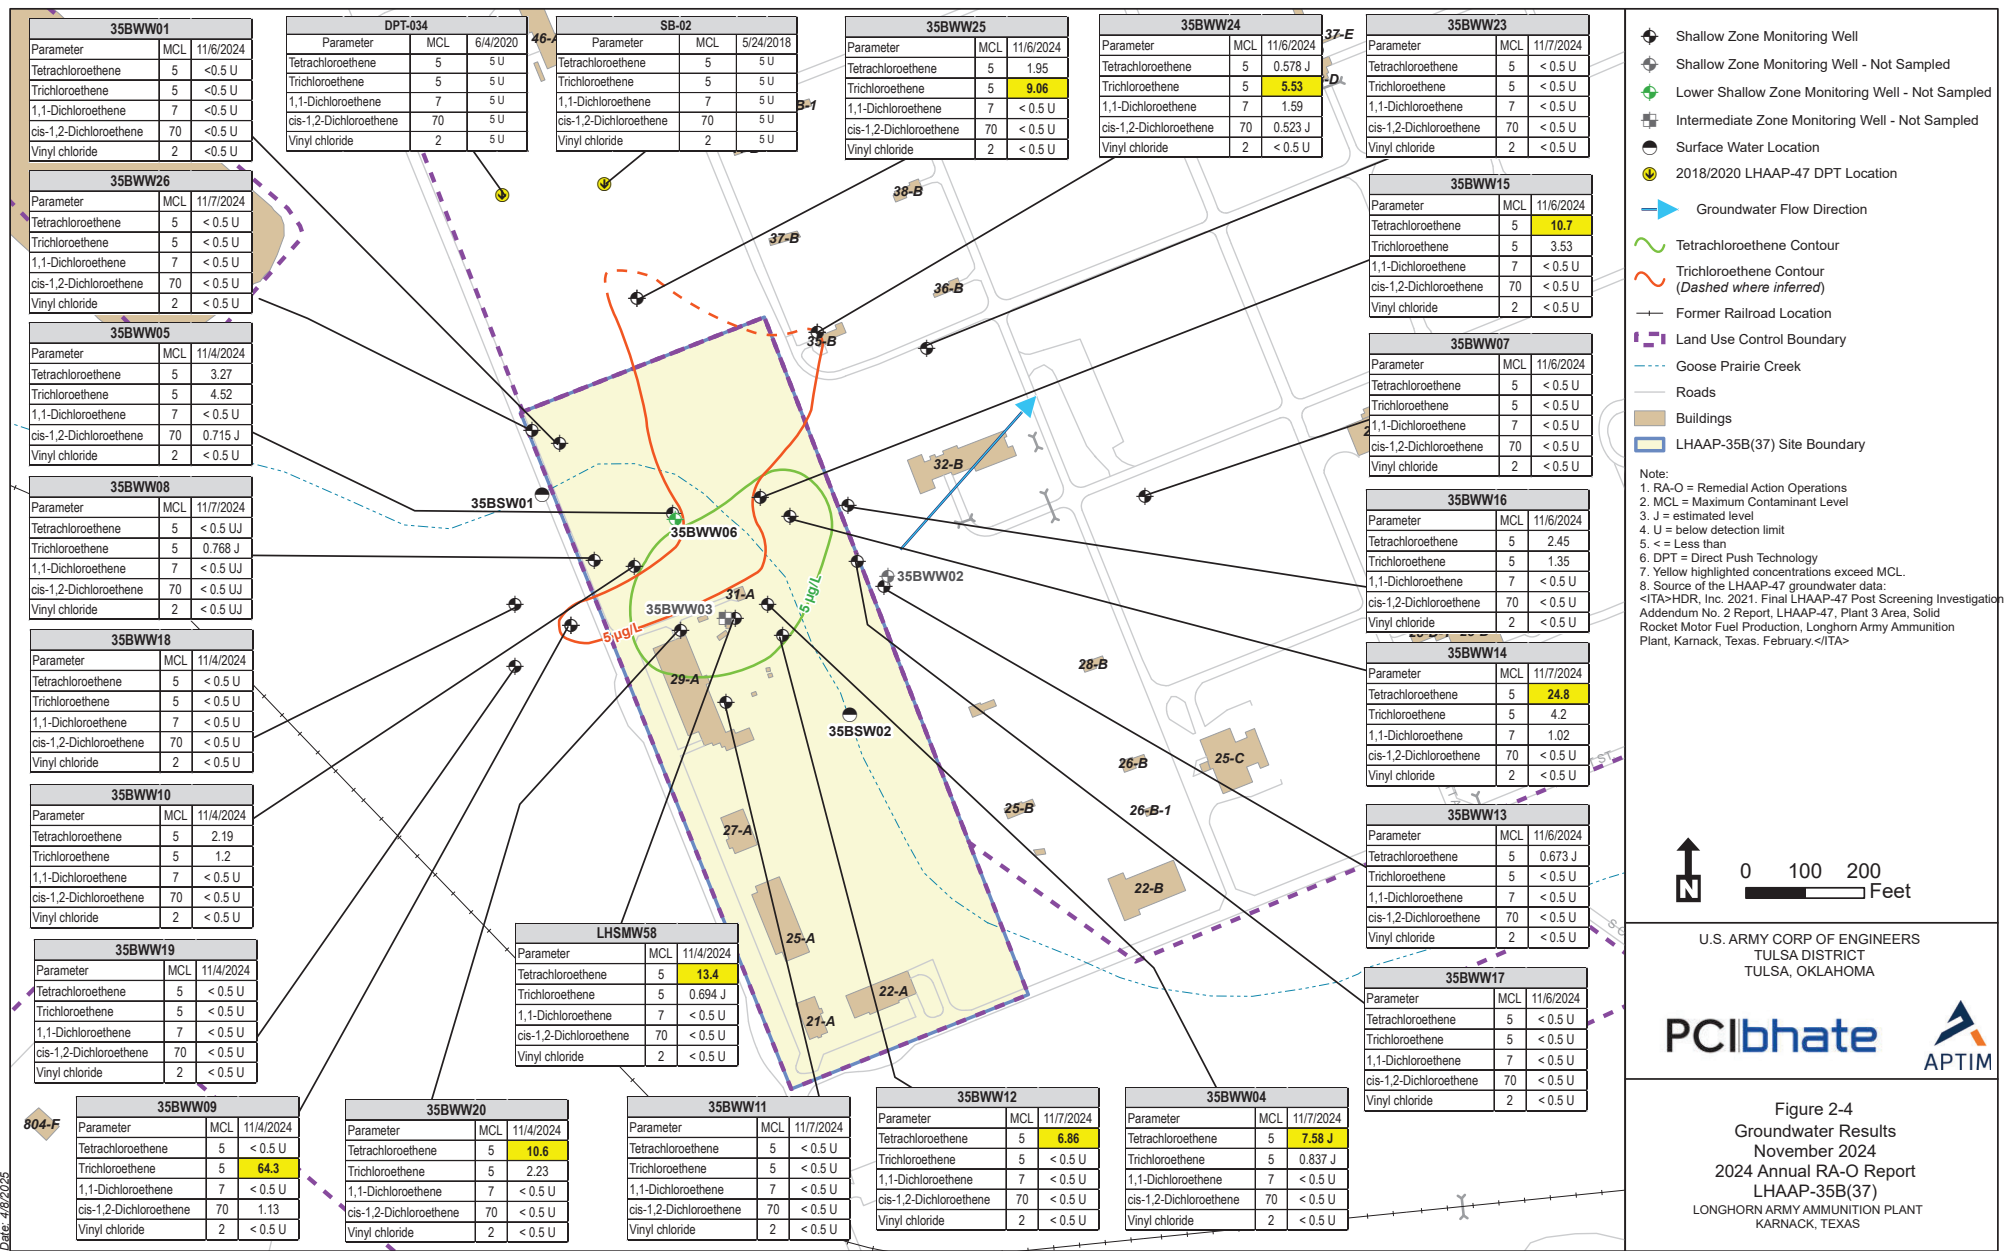 35BWW01
Parameter MCL 11/6/2024
Tetrachloroethene 5 <0.5 U
Trichloroethene 5 <0.5 U
1,1-Dichloroethene 7 <0.5 U
cis-1,2-Dichloroethene 70 <0.5 U
Vinyl chloride 2 <0.5 U
DPT-034
Parameter MCL 6/4/2020
Tetrachloroethene 5 5 U
Trichloroethene 5 5 U
1,1-Dichloroethene 7 5 U
cis-1,2-Dichloroethene 70 5 U
Vinyl chloride 2 5 U
SB-02
Parameter MCL 5/24/2018
Tetrachloroethene 5 5 U
Trichloroethene 5 5 U
1,1-Dichloroethene 7 5 U
cis-1,2-Dichloroethene 70 5 U
Vinyl chloride 2 5 U
35BWW25
Parameter MCL 11/6/2024
Tetrachloroethene 5 1.95
Trichloroethene 5 9.06
1,1-Dichloroethene 7 < 0.5 U
cis-1,2-Dichloroethene 70 < 0.5 U
Vinyl chloride 2 < 0.5 U
35BWW24
Parameter MCL 11/6/2024
Tetrachloroethene 5 0.578 J
Trichloroethene 5 5.53
1,1-Dichloroethene 7 1.59
cis-1,2-Dichloroethene 70 0.523 J
Vinyl chloride 2 < 0.5 U
35BWW23
Parameter MCL 11/7/2024
Tetrachloroethene 5 < 0.5 U
Trichloroethene 5 < 0.5 U
1,1-Dichloroethene 7 < 0.5 U
cis-1,2-Dichloroethene 70 < 0.5 U
Vinyl chloride 2 < 0.5 U
35BWW26
Parameter MCL 11/7/2024
Tetrachloroethene 5 < 0.5 U
Trichloroethene 5 < 0.5 U
1,1-Dichloroethene 7 < 0.5 U
cis-1,2-Dichloroethene 70 < 0.5 U
Vinyl chloride 2 < 0.5 U
35BWW05
Parameter MCL 11/4/2024
Tetrachloroethene 5 3.27
Trichloroethene 5 4.52
1,1-Dichloroethene 7 < 0.5 U
cis-1,2-Dichloroethene 70 0.715 J
Vinyl chloride 2 < 0.5 U
35BWW08
Parameter MCL 11/7/2024
Tetrachloroethene 5 < 0.5 UJ
Trichloroethene 5 0.768 J
1,1-Dichloroethene 7 < 0.5 UJ
cis-1,2-Dichloroethene 70 < 0.5 UJ
Vinyl chloride 2 < 0.5 UJ
35BWW18
Parameter MCL 11/4/2024
Tetrachloroethene 5 < 0.5 U
Trichloroethene 5 < 0.5 U
1,1-Dichloroethene 7 < 0.5 U
cis-1,2-Dichloroethene 70 < 0.5 U
Vinyl chloride 2 < 0.5 U
35BWW10
Parameter MCL 11/4/2024
Tetrachloroethene 5 2.19
Trichloroethene 5 1.2
1,1-Dichloroethene 7 < 0.5 U
cis-1,2-Dichloroethene 70 < 0.5 U
Vinyl chloride 2 < 0.5 U
35BWW19
Parameter MCL 11/4/2024
Tetrachloroethene 5 < 0.5 U
Trichloroethene 5 < 0.5 U
1,1-Dichloroethene 7 < 0.5 U
cis-1,2-Dichloroethene 70 < 0.5 U
Vinyl chloride 2 < 0.5 U
35BWW09
Parameter MCL 11/4/2024
Tetrachloroethene 5 < 0.5 U
Trichloroethene 5 64.3
1,1-Dichloroethene 7 < 0.5 U
cis-1,2-Dichloroethene 70 1.13
Vinyl chloride 2 < 0.5 U
35BWW20
Parameter MCL 11/4/2024
Tetrachloroethene 5 10.6
Trichloroethene 5 2.23
1,1-Dichloroethene 7 < 0.5 U
cis-1,2-Dichloroethene 70 < 0.5 U
Vinyl chloride 2 < 0.5 U
LHSMW58
Parameter MCL 11/4/2024
Tetrachloroethene 5 13.4
Trichloroethene 5 0.694 J
1,1-Dichloroethene 7 < 0.5 U
cis-1,2-Dichloroethene 70 < 0.5 U
Vinyl chloride 2 < 0.5 U
35BWW11
Parameter MCL 11/7/2024
Tetrachloroethene 5 < 0.5 U
Trichloroethene 5 < 0.5 U
1,1-Dichloroethene 7 < 0.5 U
cis-1,2-Dichloroethene 70 < 0.5 U
Vinyl chloride 2 < 0.5 U
35BWW12
Parameter MCL 11/7/2024
Tetrachloroethene 5 6.86
Trichloroethene 5 < 0.5 U
1,1-Dichloroethene 7 < 0.5 U
cis-1,2-Dichloroethene 70 < 0.5 U
Vinyl chloride 2 < 0.5 U
35BWW04
Parameter MCL 11/7/2024
Tetrachloroethene 5 7.58 J
Trichloroethene 5 0.837 J
1,1-Dichloroethene 7 < 0.5 U
cis-1,2-Dichloroethene 70 < 0.5 U
Vinyl chloride 2 < 0.5 U
35BWW15
Parameter MCL 11/6/2024
Tetrachloroethene 5 10.7
Trichloroethene 5 3.53
1,1-Dichloroethene 7 < 0.5 U
cis-1,2-Dichloroethene 70 < 0.5 U
Vinyl chloride 2 < 0.5 U
35BWW07
Parameter MCL 11/6/2024
Tetrachloroethene 5 < 0.5 U
Trichloroethene 5 < 0.5 U
1,1-Dichloroethene 7 < 0.5 U
cis-1,2-Dichloroethene 70 < 0.5 U
Vinyl chloride 2 < 0.5 U
35BWW16
Parameter MCL 11/6/2024
Tetrachloroethene 5 2.45
Trichloroethene 5 1.35
1,1-Dichloroethene 7 < 0.5 U
cis-1,2-Dichloroethene 70 < 0.5 U
Vinyl chloride 2 < 0.5 U
35BWW14
Parameter MCL 11/7/2024
Tetrachloroethene 5 24.8
Trichloroethene 5 4.2
1,1-Dichloroethene 7 1.02
cis-1,2-Dichloroethene 70 < 0.5 U
Vinyl chloride 2 < 0.5 U
35BWW13
Parameter MCL 11/6/2024
Tetrachloroethene 5 0.673 J
Trichloroethene 5 < 0.5 U
1,1-Dichloroethene 7 < 0.5 U
cis-1,2-Dichloroethene 70 < 0.5 U
Vinyl chloride 2 < 0.5 U
35BWW17
Parameter MCL 11/6/2024
Tetrachloroethene 5 < 0.5 U
Trichloroethene 5 < 0.5 U
1,1-Dichloroethene 7 < 0.5 U
cis-1,2-Dichloroethene 70 < 0.5 U
Vinyl chloride 2 < 0.5 U
46-A
37-E
B-1
38-B
37-B
36-B
35-B
32-B
35BSW01
35BWW06
35BWW02
31-A
35BWW03
5 µg/L
5 µg/L
29-A
28-B
35BSW02
25-C
26-B
26-B-1
25-B
27-A
22-B
25-A
22-A
21-A
804-F
Date: 4/8/2025
Shallow Zone Monitoring Well
Shallow Zone Monitoring Well - Not Sampled
Lower Shallow Zone Monitoring Well - Not Sampled
Intermediate Zone Monitoring Well - Not Sampled
Surface Water Location
2018/2020 LHAAP-47 DPT Location
Groundwater Flow Direction
Tetrachloroethene Contour
Trichloroethene Contour
(Dashed where inferred)
Former Railroad Location
Land Use Control Boundary
Goose Prairie Creek
Roads
Buildings
LHAAP-35B(37) Site Boundary
Note:
1. RA-O = Remedial Action Operations
2. MCL = Maximum Contaminant Level
3. J = estimated level
4. U = below detection limit
5. < = Less than
6. DPT = Direct Push Technology
7. Yellow highlighted concentrations exceed MCL.
8. Source of the LHAAP-47 groundwater data:
<ITA>HDR, Inc. 2021. Final LHAAP-47 Post Screening Investigation
Addendum No. 2 Report, LHAAP-47, Plant 3 Area, Solid
Rocket Motor Fuel Production, Longhorn Army Ammunition
Plant, Karnack, Texas. February.</ITA>
N
0 100 200
Feet
U.S. ARMY CORP OF ENGINEERS
TULSA DISTRICT
TULSA, OKLAHOMA
PCIbhate
APTIM
Figure 2-4
Groundwater Results
November 2024
2024 Annual RA-O Report
LHAAP-35B(37)
LONGHORN ARMY AMMUNITION PLANT
KARNACK, TEXAS